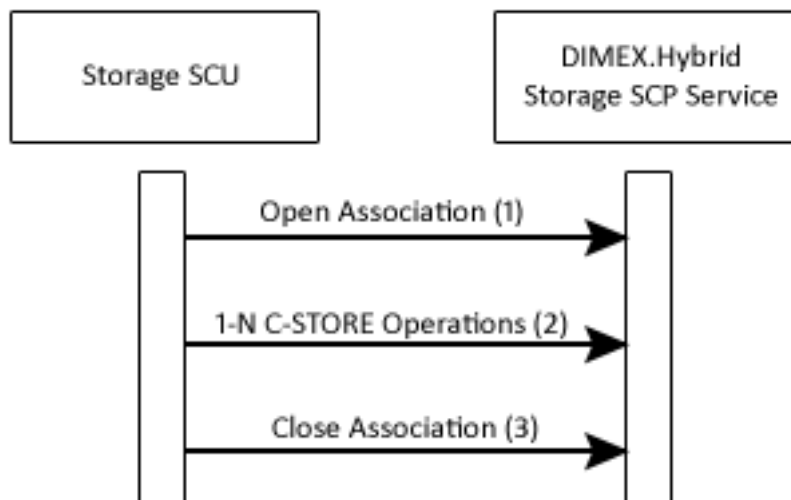 Storage SCU
DIMEX.Hybrid
Storage SCP Service
Open Association (1)
1-N C-STORE Operations (2)
Close Association (3)